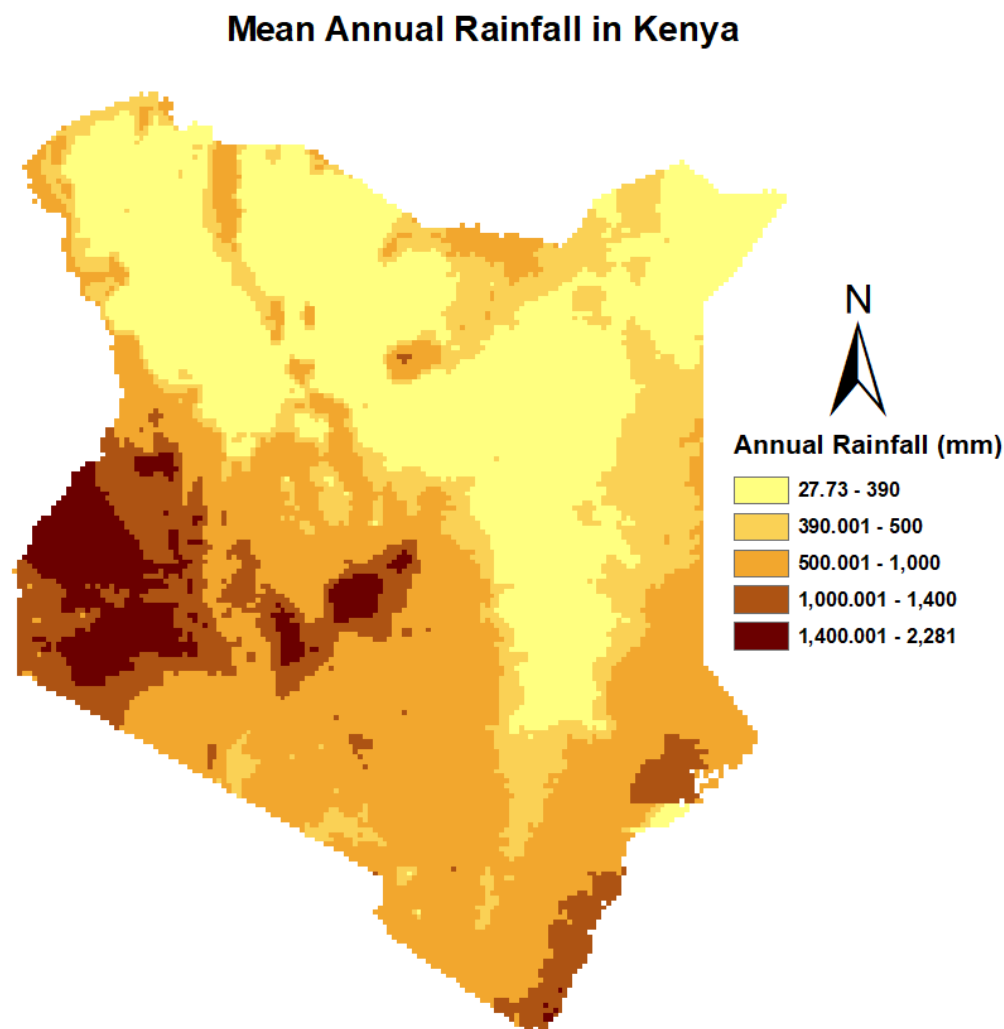 Mean Annual Rainfall in Kenya
N
Annual Rainfall (mm)
27.73 - 390
390.001 - 500
500.001 - 1,000
1,000.001 - 1,400
1,400.001 - 2,281